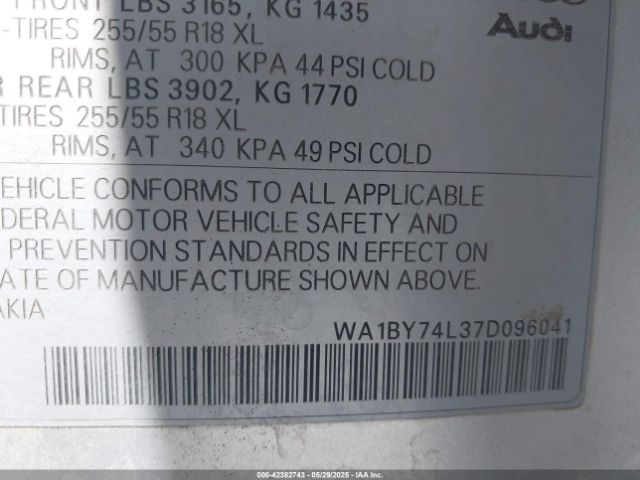 FRONT LBS 3165, KG 1435
-TIRES 255/55 R18 XL
RIMS, AT 300 KPA 44 PSI COLD
Audi
REAR LBS 3902, KG 1770
TIRES 255/55 R18 XL
RIMS, AT 340 KPA 49 PSI COLD
EHICLE CONFORMS TO ALL APPLICABLE
DERAL MOTOR VEHICLE SAFETY AND
T PREVENTION STANDARDS IN EFFECT ON
ATE OF MANUFACTURE SHOWN ABOVE.
AKIA
WA1BY74L37D096041
000-42382743 | 05/29/2025 - IAA Inc. Copyright